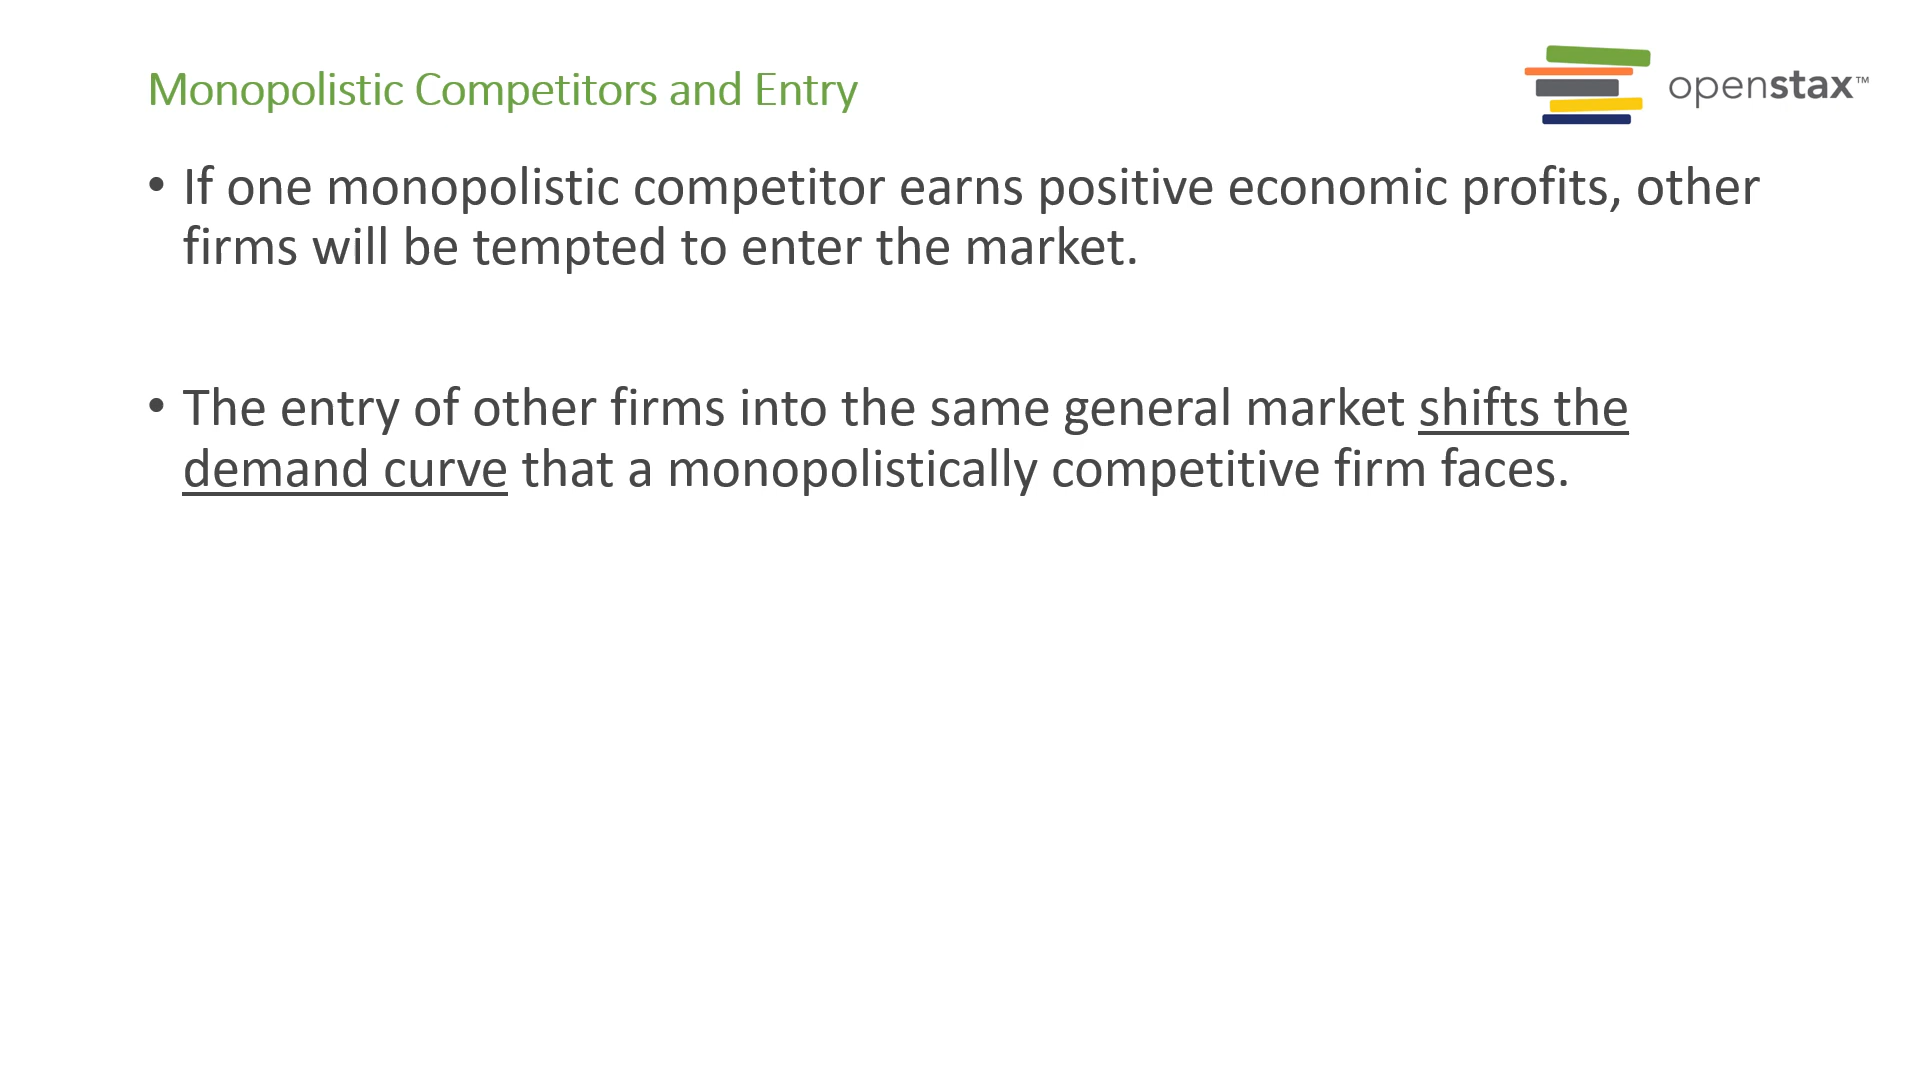 Monopolistic Competitors and Entry
openstax™
• If one monopolistic competitor earns positive economic profits, other
firms will be tempted to enter the market.
• The entry of other firms into the same general market shifts the
demand curve that a monopolistically competitive firm faces.